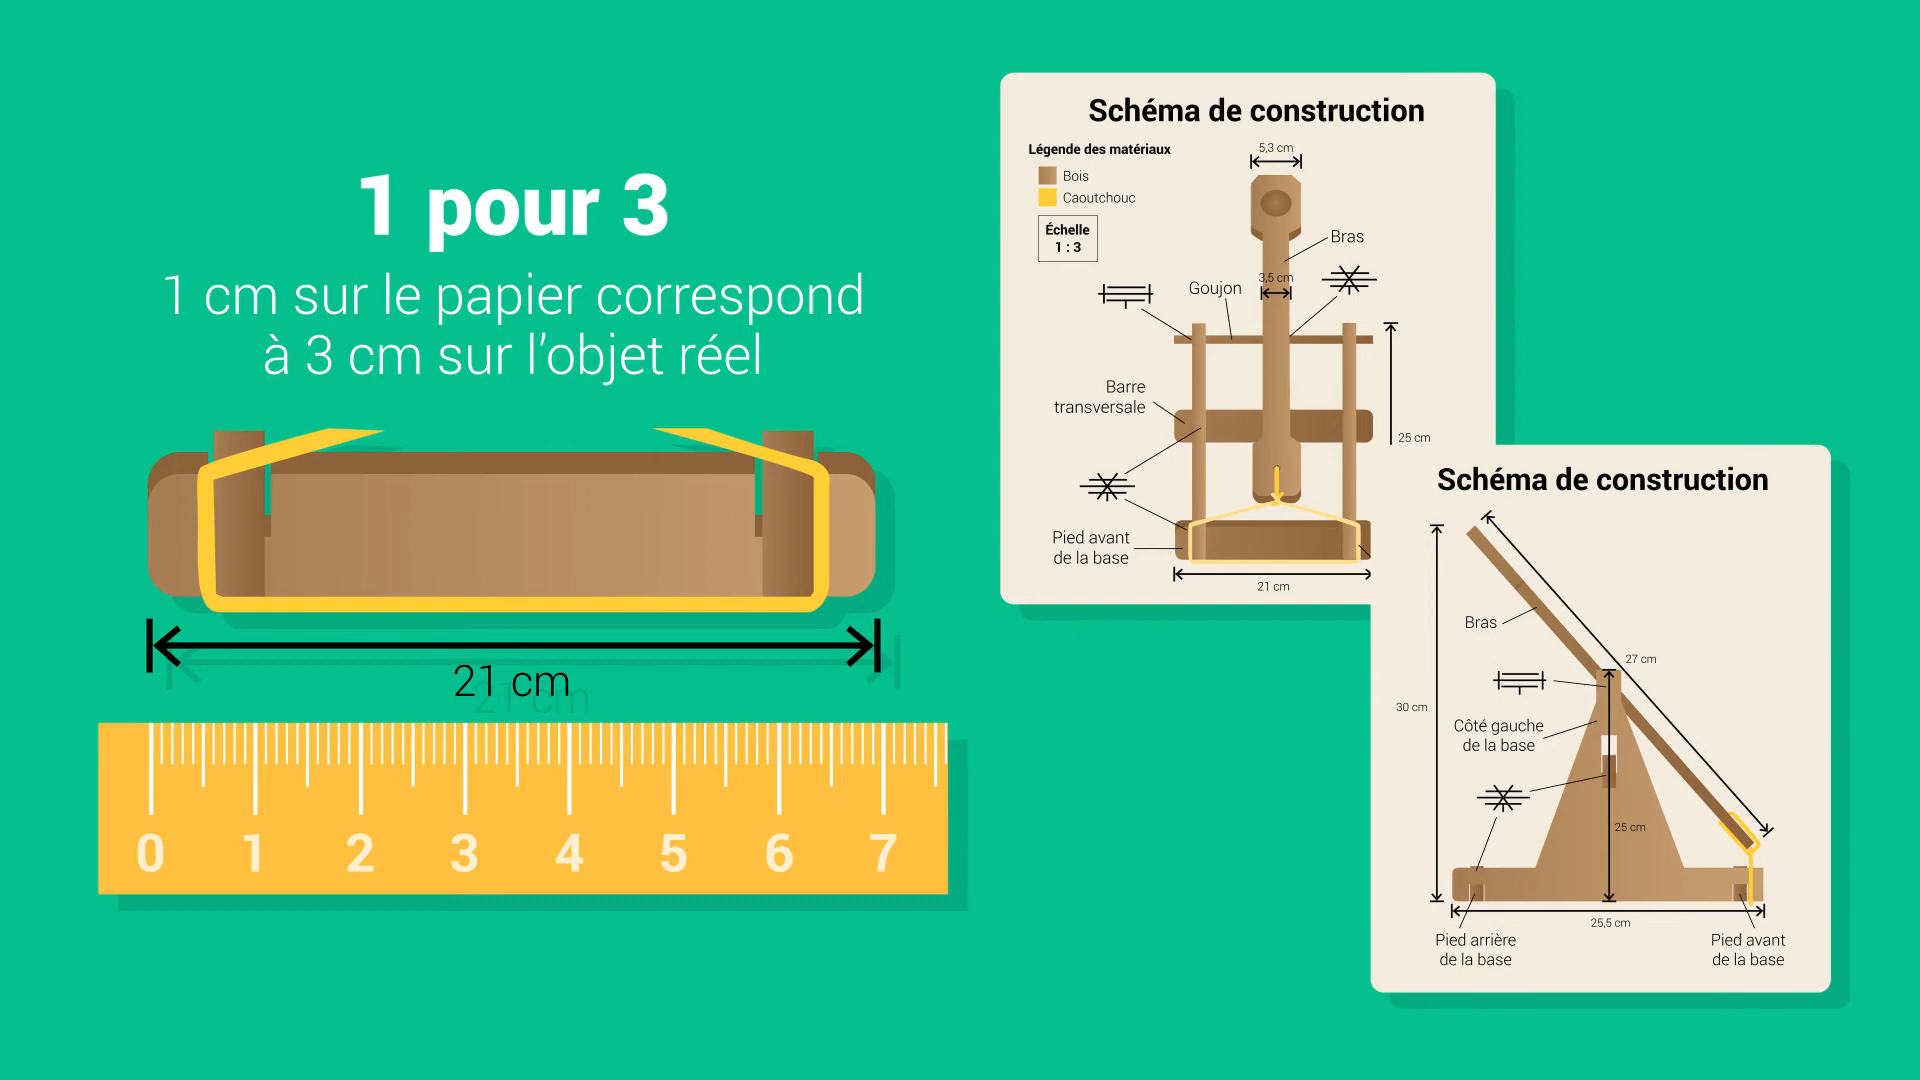 1 pour 3
1 cm sur le papier correspond
à 3 cm sur l’objet réel
21 cm
0 1 2 3 4 5 6 7
Schéma de construction
Légende des matériaux
Bois
Caoutchouc
Échelle
1 : 3
5,3 cm
Bras
3,5 cm
Goujon
Barre
transversale
25 cm
Pied avant
de la base
21 cm
Schéma de construction
Bras
27 cm
30 cm
Côté gauche
de la base
25 cm
25,5 cm
Pied arrière
de la base
Pied avant
de la base